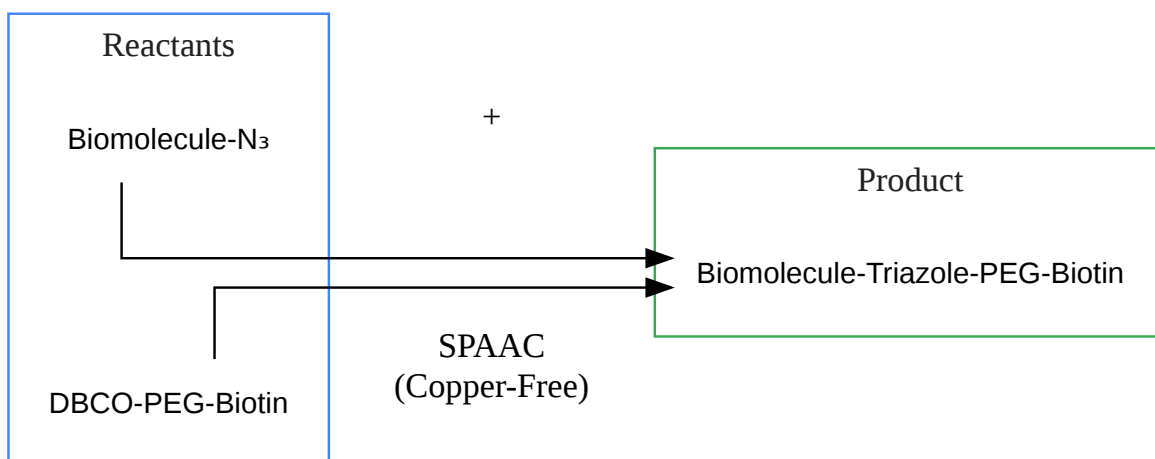 Reactants
Biomolecule-N₃
+
Product
Biomolecule-Triazole-PEG-Biotin
SPAAC
(Copper-Free)
DBCO-PEG-Biotin